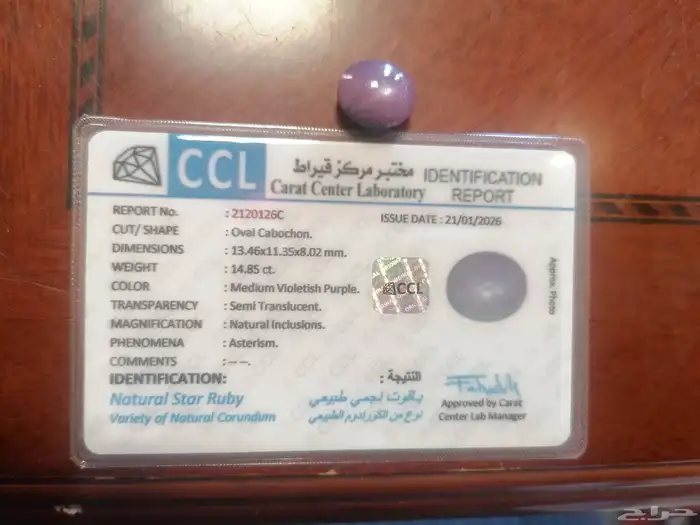 CCL
مختبر مركز قيراط
Carat Center Laboratory
IDENTIFICATION REPORT
REPORT No. : 2120126C
ISSUE DATE : 21/01/2026
CUT/ SHAPE : Oval Cabochon.
DIMENSIONS : 13.46x11.35x8.02 mm.
WEIGHT : 14.85 ct.
COLOR : Medium Violetish Purple.
TRANSPARENCY : Semi Translucent.
MAGNIFICATION : Natural Inclusions.
PHENOMENA : Asterism.
COMMENTS : -- --.
CCL
Approx. Photo
IDENTIFICATION:
النتيجة :
Natural Star Ruby
ياقوت نجمي طبيعي
Variety of Natural Corundum
نوع من الكوراندوم الطبيعي
Approved by Carat
Center Lab Manager
حراج